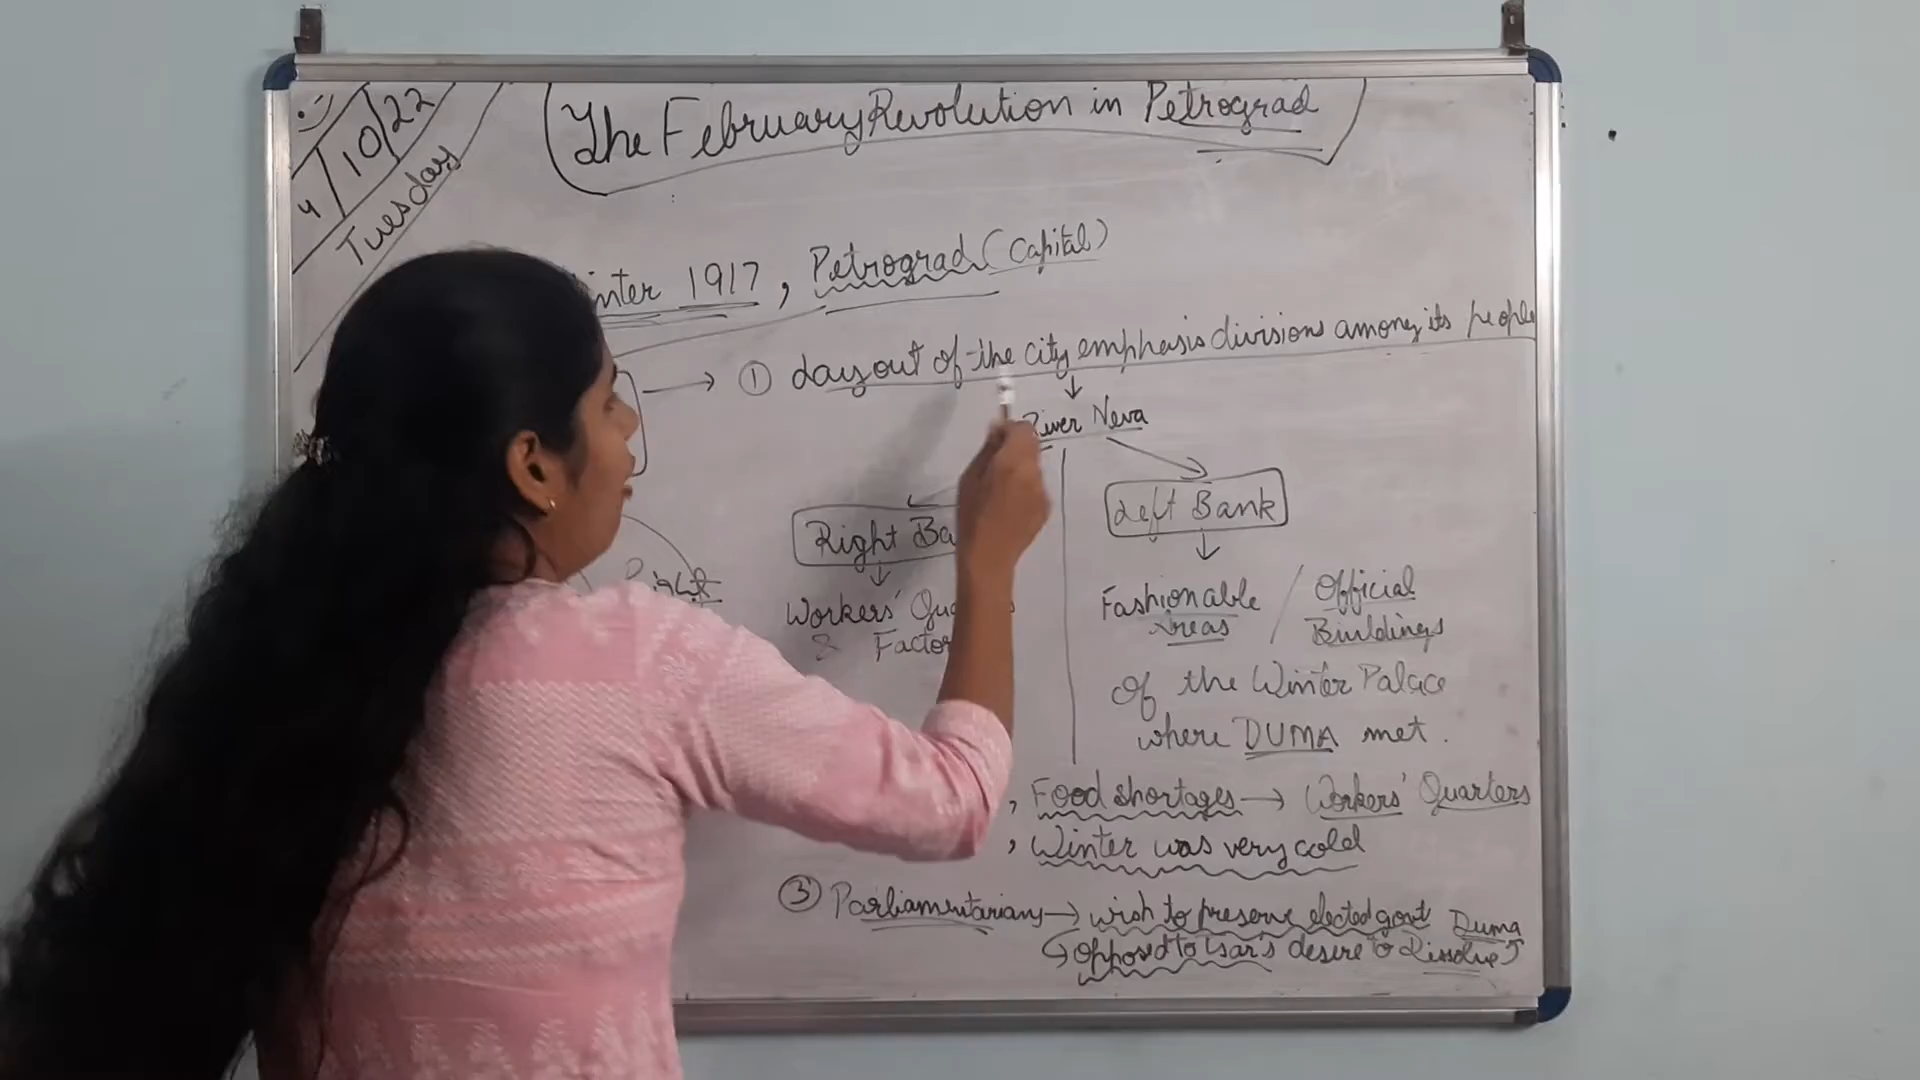 4/10/22
Tuesday
The February Revolution in Petrograd
inter 1917, Petrograd (Capital)
① Layout of the city emphasis divisions among its people
River Neva
Right Ba
Left Bank
Workers' Qua
& Factor
Fashionable Areas / Official Buildings
of the Winter Palace
where DUMA met.
, Food shortages → Workers' Quarters
, Winter was very cold
③ Parliamentarians → wish to preserve elected govt Duma
opposed to Tsar's desire to Dissolve